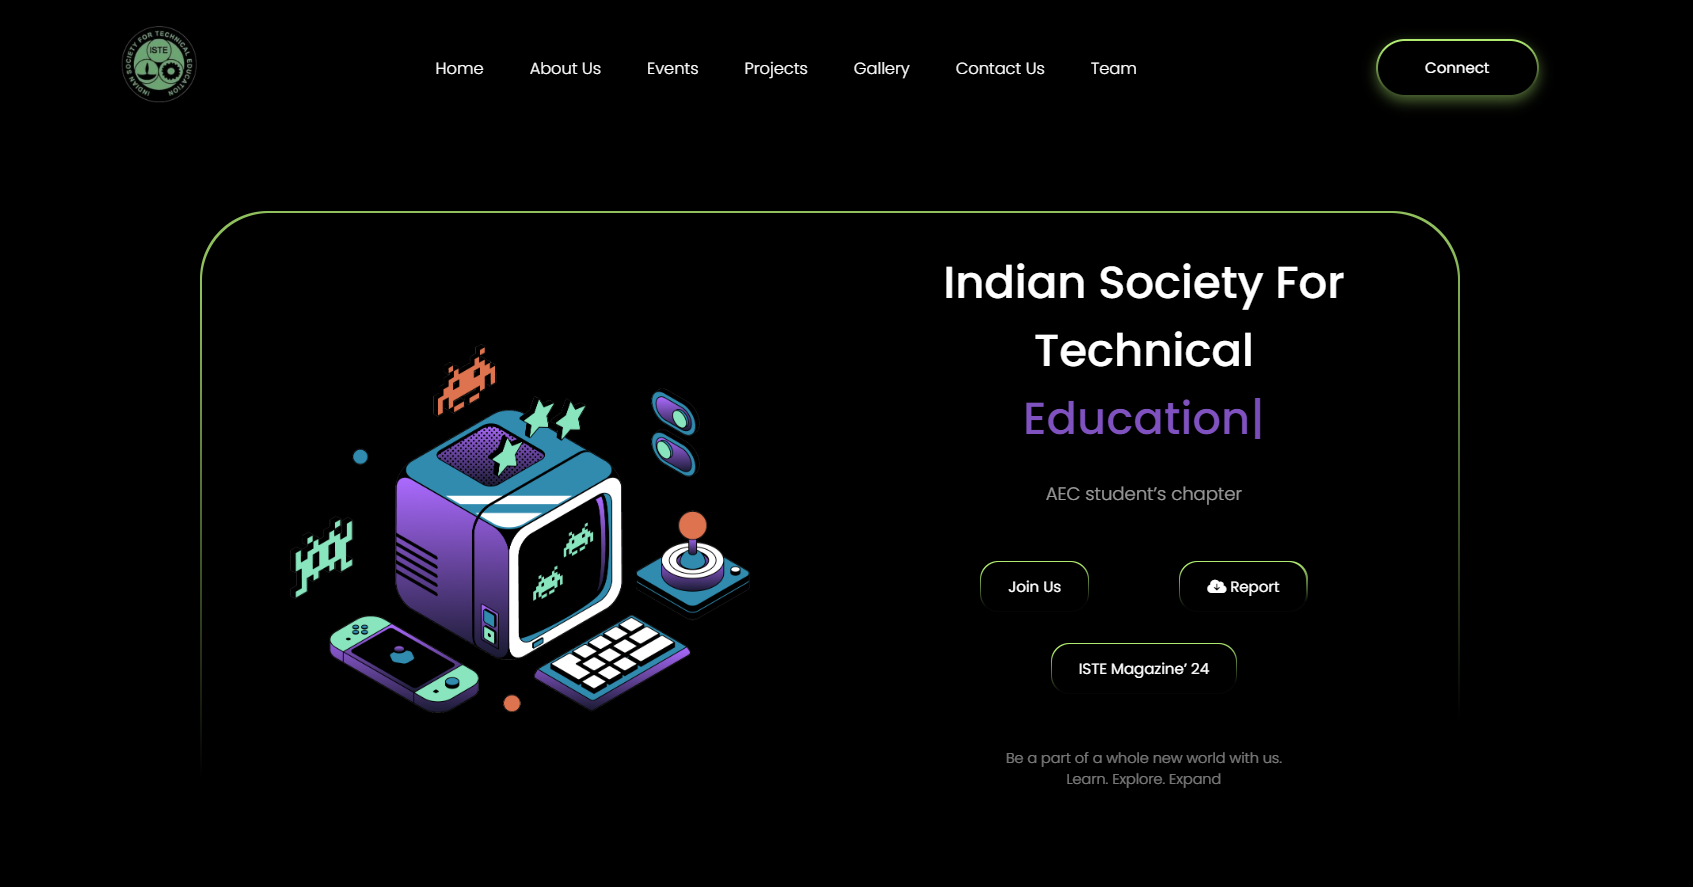 INDIAN SOCIETY FOR TECHNICAL EDUCATION
ISTE
Home
About Us
Events
Projects
Gallery
Contact Us
Team
Connect
Indian Society For
Technical
Education|
AEC student’s chapter
Join Us
Report
ISTE Magazine’ 24
Be a part of a whole new world with us.
Learn. Explore. Expand